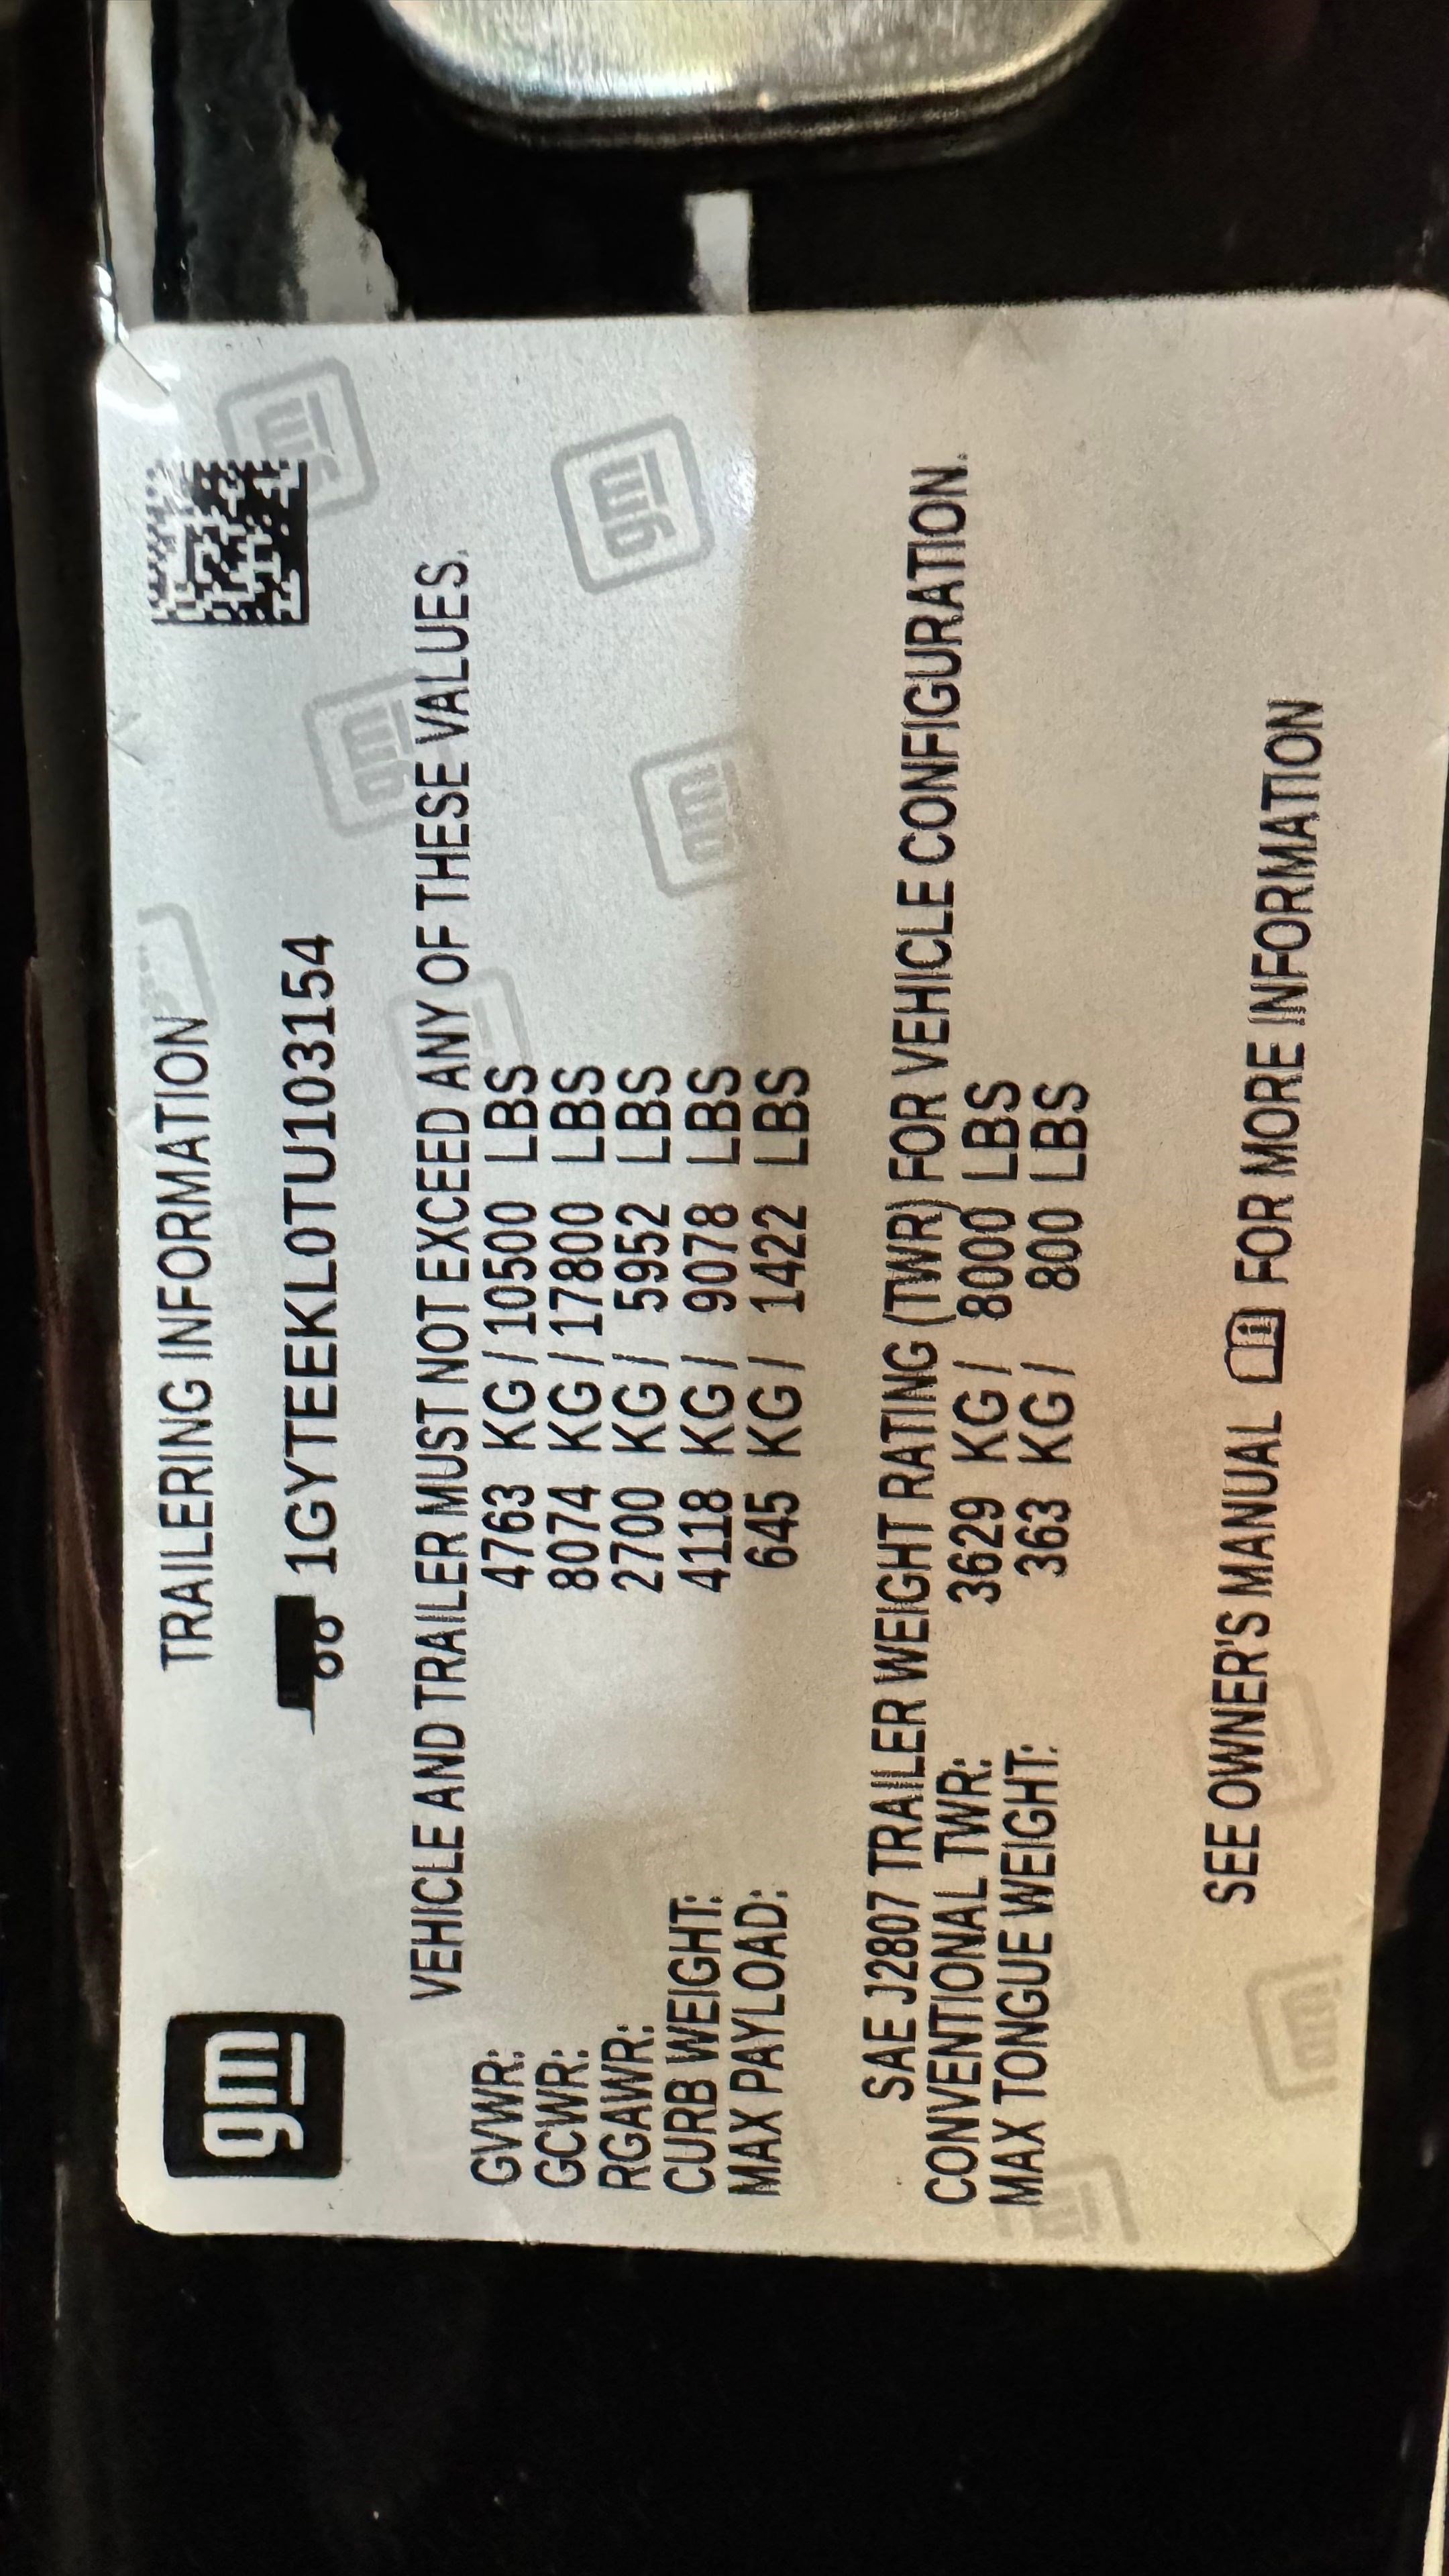 gm
TRAILERING INFORMATION
1GYTEEKL0TU103154
VEHICLE AND TRAILER MUST NOT EXCEED ANY OF THESE VALUES.
GVWR: 4763 KG / 10500 LBS
GCWR: 8074 KG / 17800 LBS
RGAWR: 2700 KG / 5952 LBS
CURB WEIGHT: 4118 KG / 9078 LBS
MAX PAYLOAD: 645 KG / 1422 LBS
SAE J2807 TRAILER WEIGHT RATING (TWR) FOR VEHICLE CONFIGURATION.
CONVENTIONAL TWR: 3629 KG / 8000 LBS
MAX TONGUE WEIGHT: 363 KG / 800 LBS
SEE OWNER'S MANUAL FOR MORE INFORMATION